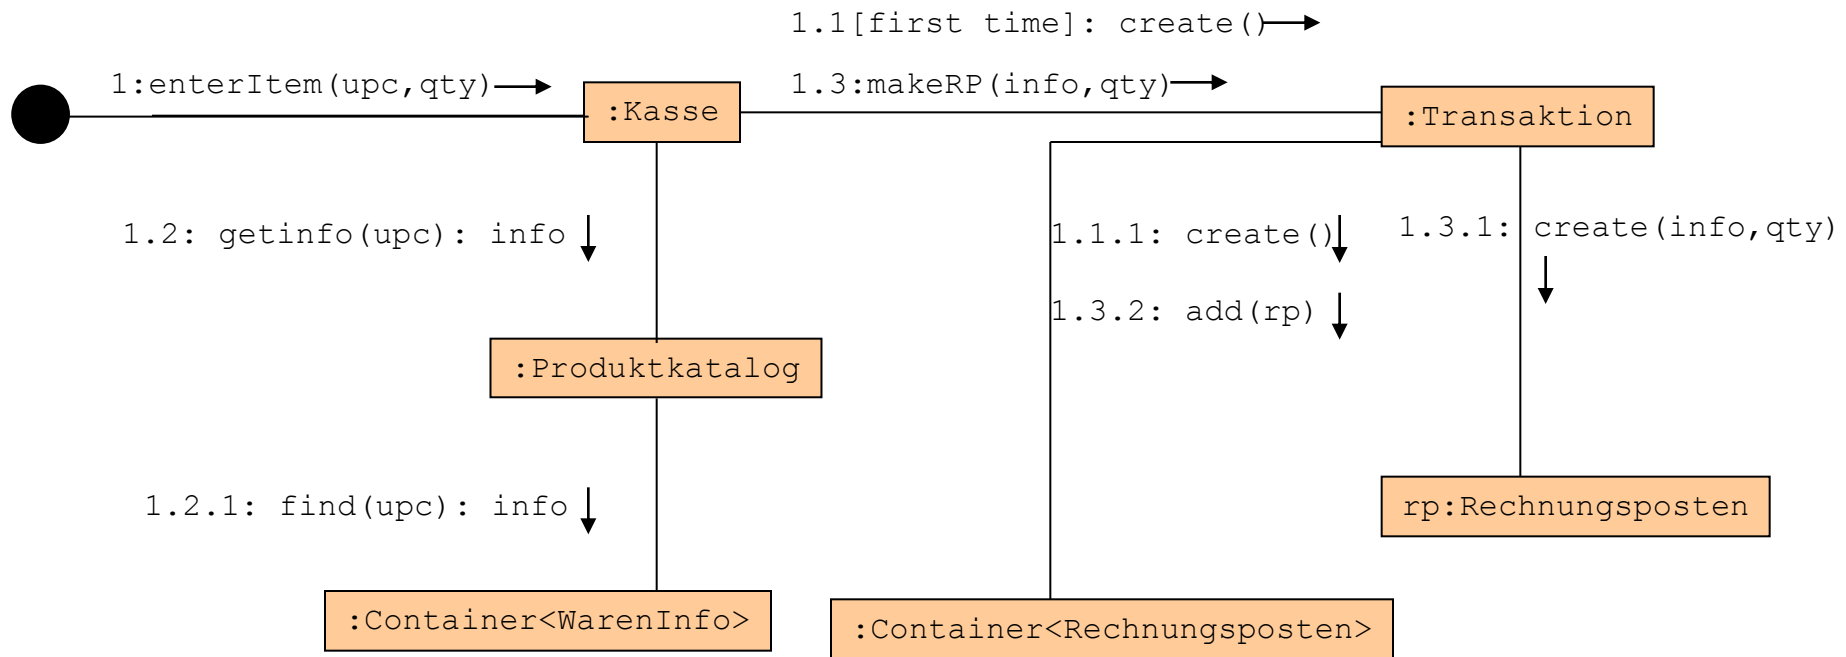 1.1[first time]: create()
1:enterItem(upc,qty)
1.3:makeRP(info,qty)
:Kasse
:Transaktion
1.2: getinfo(upc): info
1.1.1: create()
1.3.1: create(info,qty)
1.3.2: add(rp)
:Produktkatalog
1.2.1: find(upc): info
rp:Rechnungsposten
:Container<WarenInfo>
:Container<Rechnungsposten>